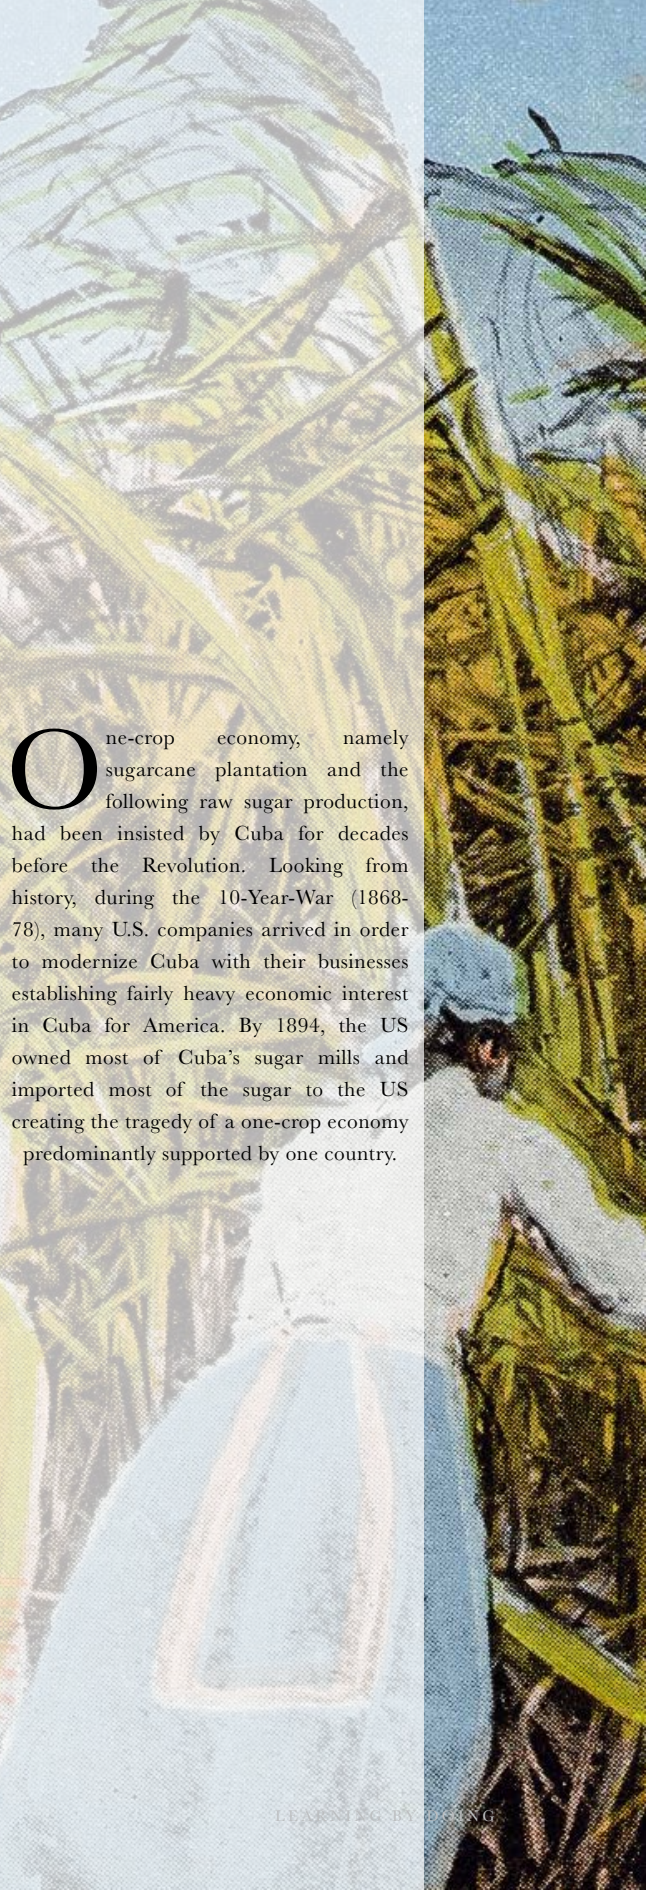 One-crop economy, namely
sugarcane plantation and the
following raw sugar production,
had been insisted by Cuba for decades
before the Revolution. Looking from
history, during the 10-Year-War (1868-
78), many U.S. companies arrived in order
to modernize Cuba with their businesses
establishing fairly heavy economic interest
in Cuba for America. By 1894, the US
owned most of Cuba’s sugar mills and
imported most of the sugar to the US
creating the tragedy of a one-crop economy
predominantly supported by one country.
LEARNING BY DOING